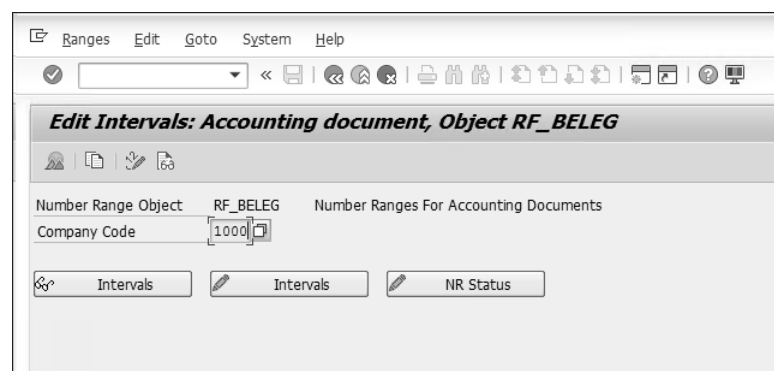 Ranges Edit Goto System Help
Edit Intervals: Accounting document, Object RF_BELEG
Number Range Object RF_BELEG Number Ranges For Accounting Documents
Company Code 1000
Intervals Intervals NR Status